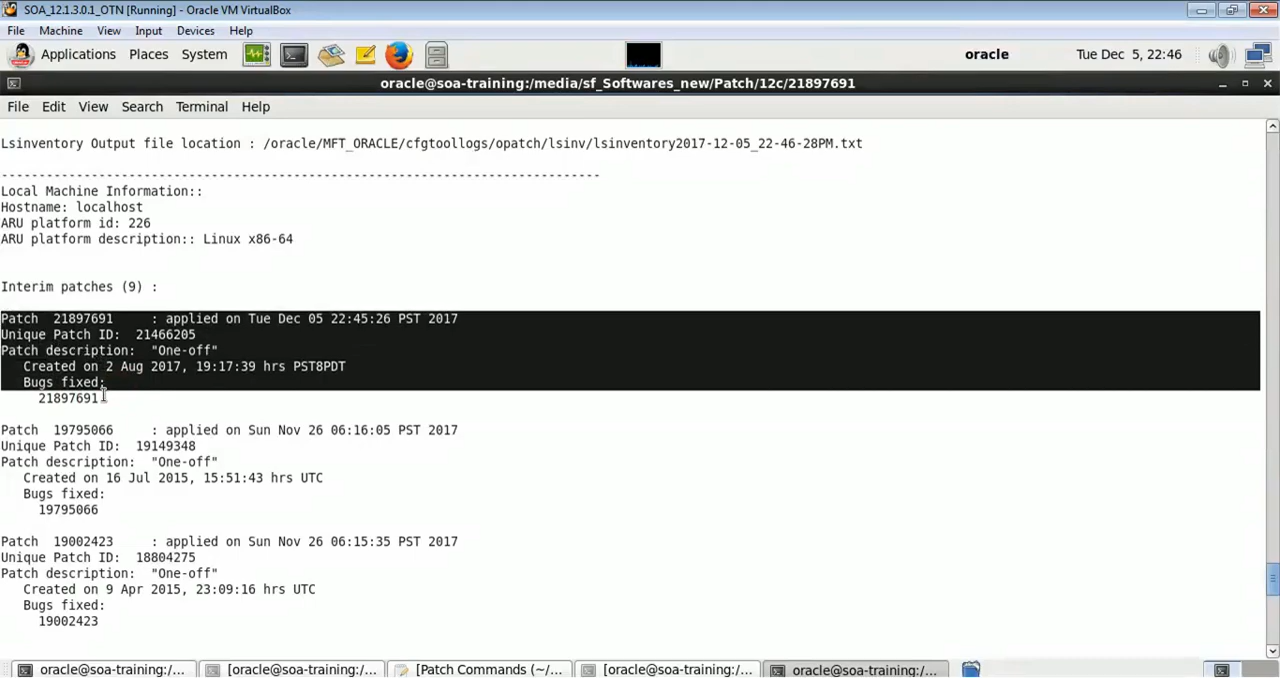 SOA_12.1.3.0.1_OTN [Running] - Oracle VM VirtualBox
File Machine View Input Devices Help
Applications Places System oracle Tue Dec 5, 22:46
oracle@soa-training:/media/sf_Softwares_new/Patch/12c/21897691
File Edit View Search Terminal Help
Lsinventory Output file location : /oracle/MFT_ORACLE/cfgtoollogs/opatch/lsinv/lsinventory2017-12-05_22-46-28PM.txt
--------------------------------------------------------------------------------
Local Machine Information::
Hostname: localhost
ARU platform id: 226
ARU platform description:: Linux x86-64
Interim patches (9) :
Patch 21897691 : applied on Tue Dec 05 22:45:26 PST 2017
Unique Patch ID: 21466205
Patch description: "One-off"
Created on 2 Aug 2017, 19:17:39 hrs PST8PDT
Bugs fixed:
21897691
Patch 19795066 : applied on Sun Nov 26 06:16:05 PST 2017
Unique Patch ID: 19149348
Patch description: "One-off"
Created on 16 Jul 2015, 15:51:43 hrs UTC
Bugs fixed:
19795066
Patch 19002423 : applied on Sun Nov 26 06:15:35 PST 2017
Unique Patch ID: 18804275
Patch description: "One-off"
Created on 9 Apr 2015, 23:09:16 hrs UTC
Bugs fixed:
19002423
oracle@soa-training:/... [oracle@soa-training:/... [Patch Commands (~/... [oracle@soa-training:/... oracle@soa-training:/...